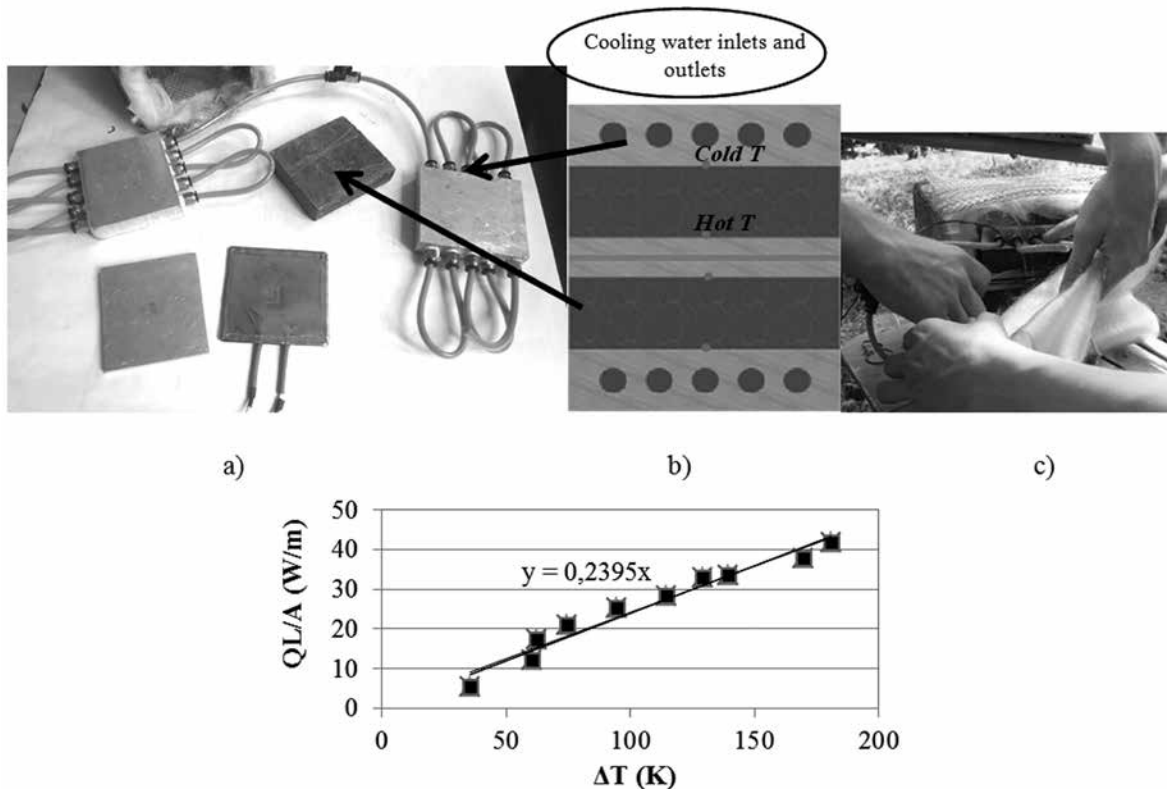 Cooling water inlets and
outlets
Cold T
Hot T
a)
b)
c)
50
40
30
20
10
0
QL/A (W/m)
y = 0,2395x
0
50
100
150
200
ΔT (K)